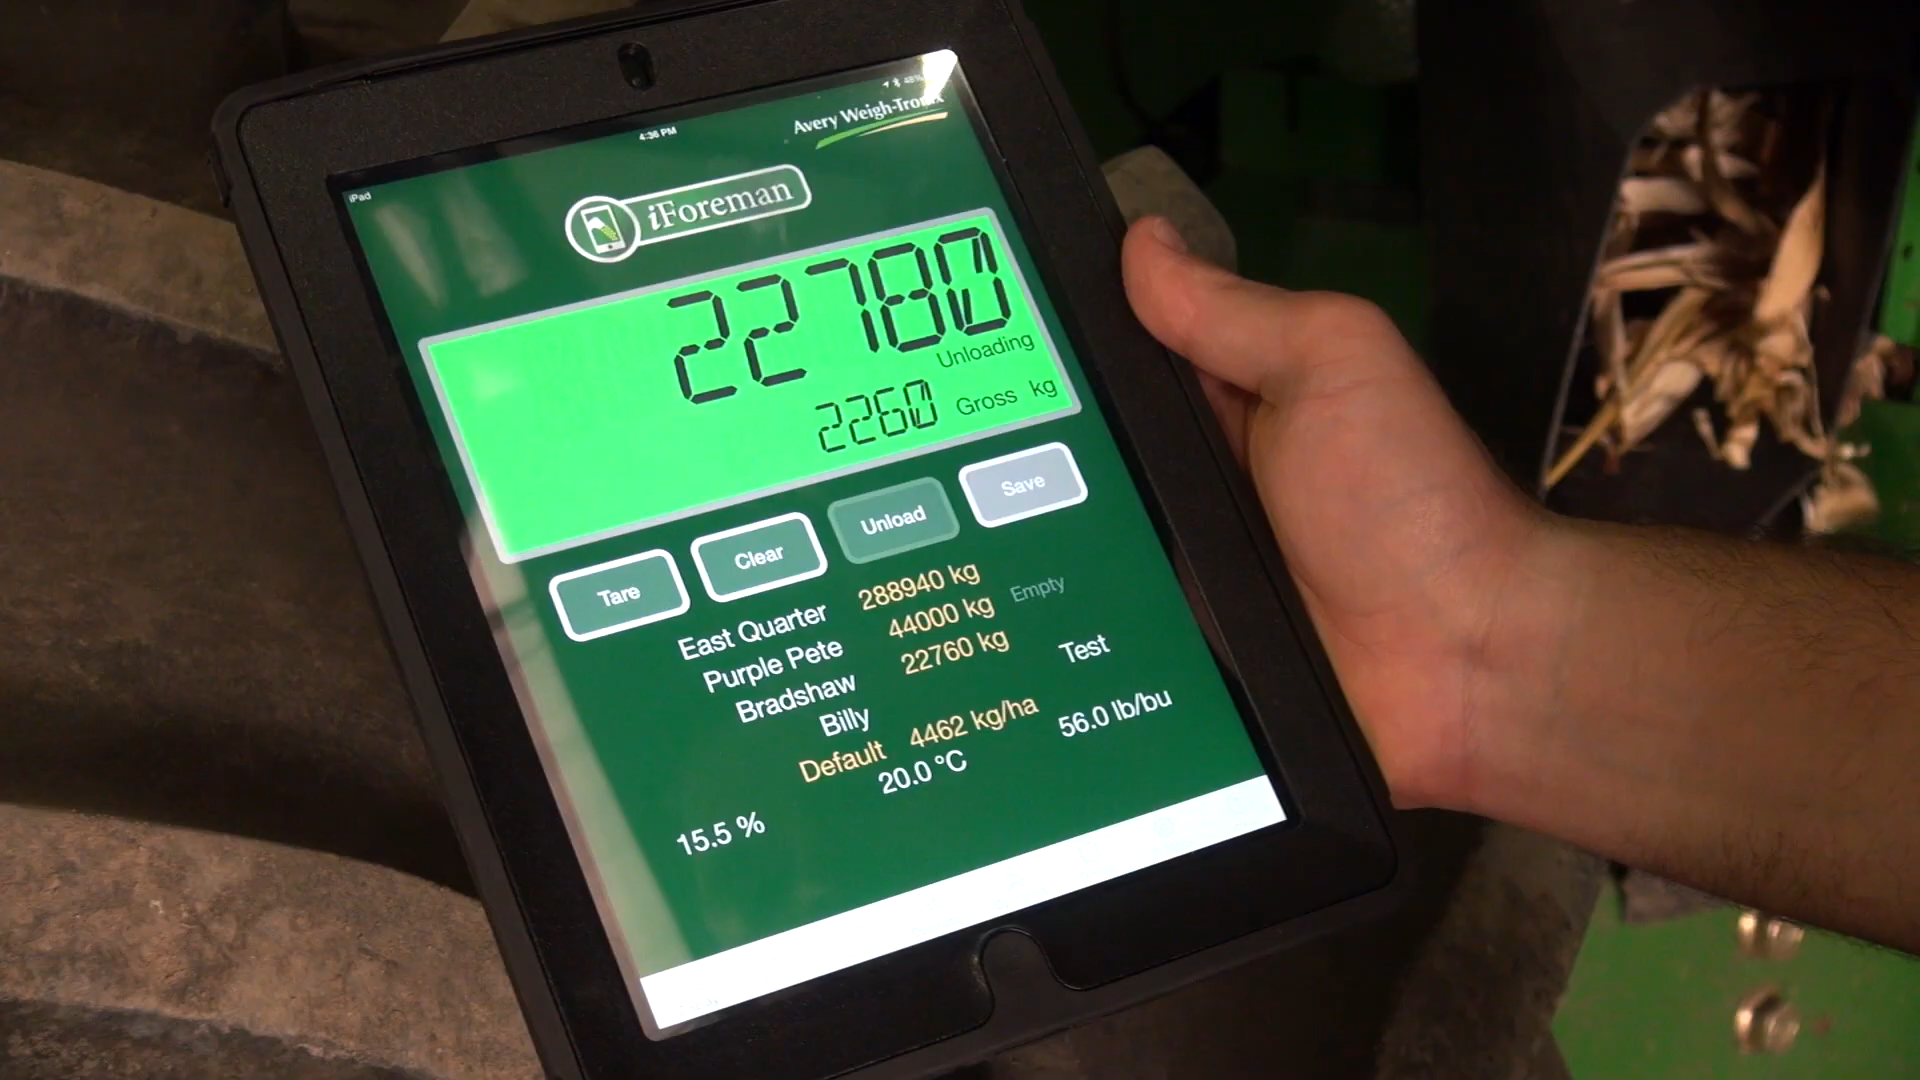 iPad
4:36 PM
48%
Avery Weigh-Tronix
iForeman
22780
Unloading
2260 Gross kg
Tare Clear Unload Save
East Quarter 288940 kg
Purple Pete 44000 kg Empty
Bradshaw 22760 kg
Billy Test
Default 4462 kg/ha
15.5 % 20.0 °C 56.0 lb/bu